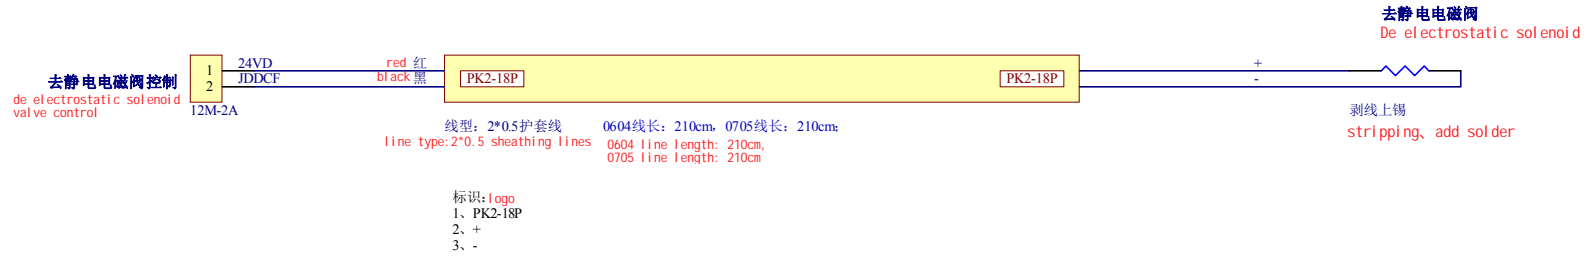 去静电电磁阀
De electrostatic solenoid
去静电电磁阀控制
de electrostatic solenoid
valve control
1
2
12M-2A
24VD
JDDCF
red 红
black 黑
PK2-18P
PK2-18P
+
-
剥线上锡
stripping、add solder
线型：2*0.5护套线
line type:2*0.5 sheathing lines
0604线长：210cm，0705线长：210cm；
0604 line length: 210cm,
0705 line length: 210cm
标识：logo
1、PK2-18P
2、+
3、-